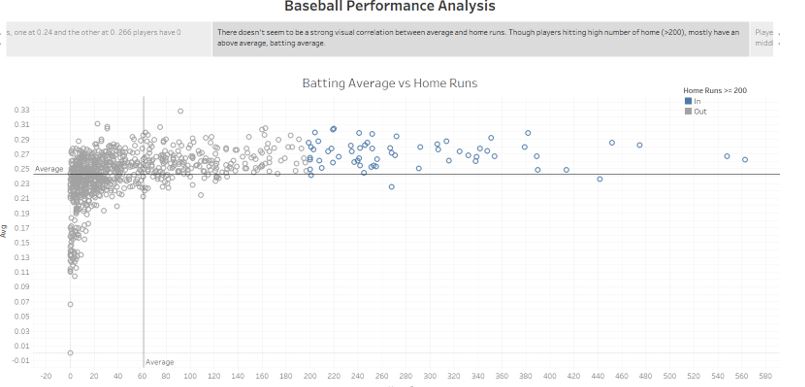 Baseball Performance Analysis
s, one at 0.24 and the other at 0. 266 players have 0
There doesn't seem to be a strong visual correlation between average and home runs. Though players hitting high number of home (>200), mostly have an
above average, batting average.
Playe
middl
Batting Average vs Home Runs
Home Runs >= 200
In
Out
Avg
0.33
0.31
0.29
0.27
0.25
0.23
0.21
0.19
0.17
0.15
0.13
0.11
0.09
0.07
0.05
0.03
0.01
-0.01
Average
Average
-20 0 20 40 60 80 100 120 140 160 180 200 220 240 260 280 300 320 340 360 380 400 420 440 460 480 500 520 540 560 580